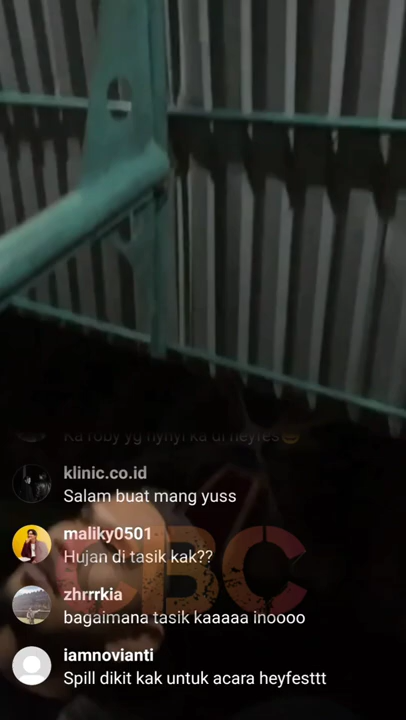 klinic.co.id
Salam buat mang yuss
maliky0501
Hujan di tasik kak??
zhrrrkia
bagaimana tasik kaaaaa inoooo
iamnovianti
Spill dikit kak untuk acara heyfesttt
CBC